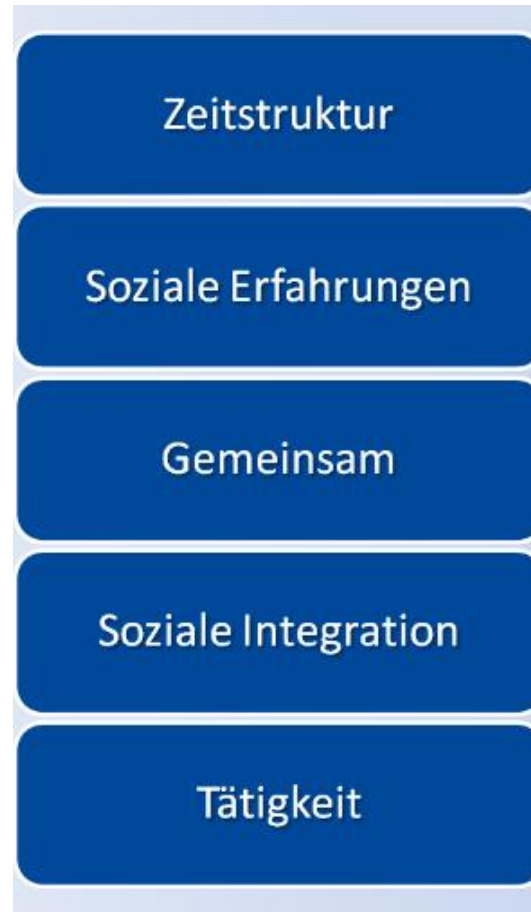 Zeitstruktur
Soziale Erfahrungen
Gemeinsam
Soziale Integration
Tätigkeit